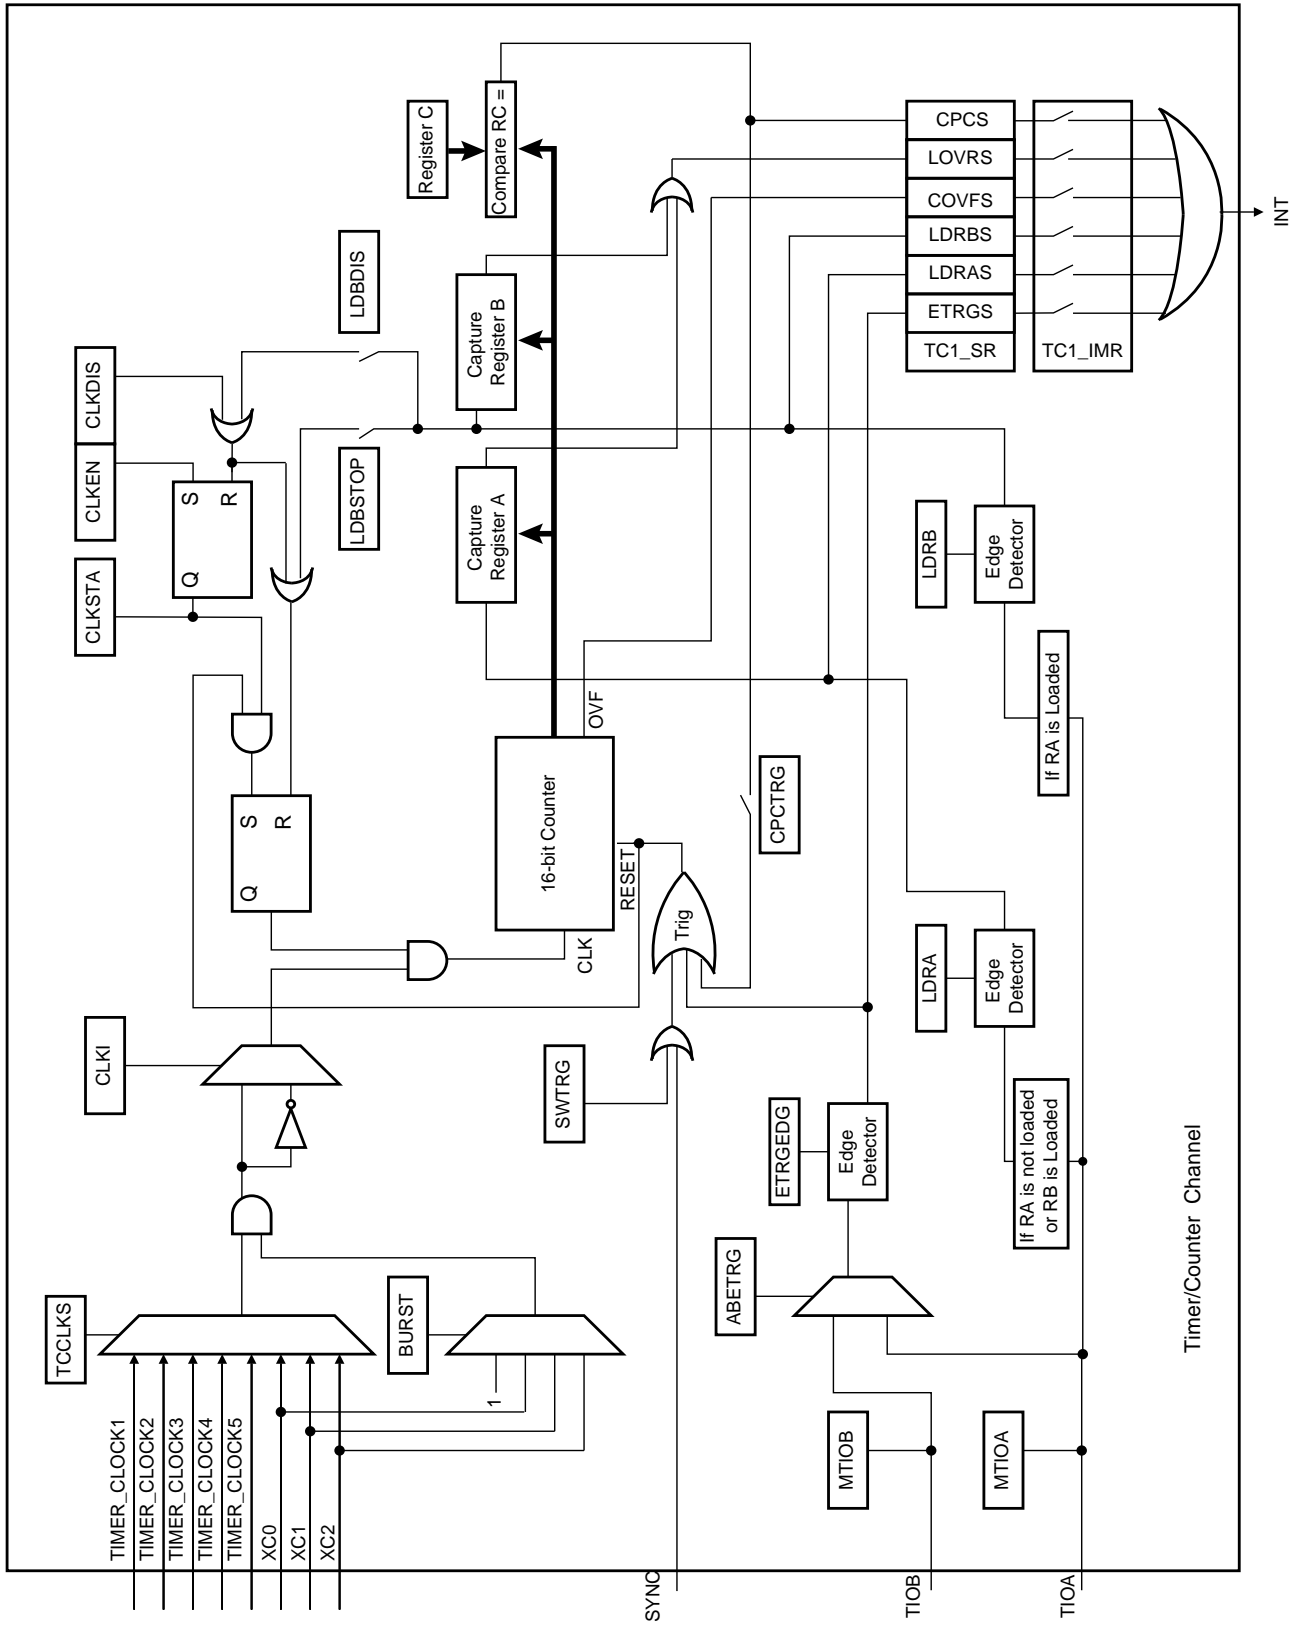 TCCLKS
TIMER_CLOCK1
TIMER_CLOCK2
TIMER_CLOCK3
TIMER_CLOCK4
TIMER_CLOCK5
XC0
XC1
XC2
CLKI
BURST
1
CLKSTA
CLKEN
CLKDIS
Q
S
R
Q
S
R
LDBSTOP
LDBDIS
Register C
Capture
Register A
Capture
Register B
Compare RC =
16-bit Counter
CLK
OVF
RESET
SWTRG
SYNC
Trig
CPCTRG
ABETRG
ETRGEDG
Edge
Detector
MTIOB
TIOB
MTIOA
TIOA
LDRA
Edge
Detector
If RA is not loaded
or RB is Loaded
LDRB
Edge
Detector
If RA is Loaded
CPCS
LOVRS
COVFS
LDRBS
LDRAS
ETRGS
TC1_SR
TC1_IMR
Timer/Counter Channel
INT